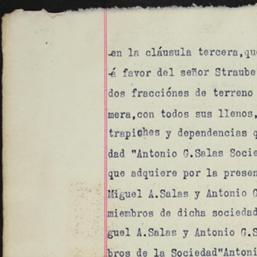 en la cláusula tercera, qu
á favor del señor Straube
dos fracciónes de terreno
mera, con todos sus llenos,
trapiches y dependencias q
dad "Antonio G. Salas Socie
que adquiere por la presen
Miguel A. Salas y Antonio G
miembros de dicha sociedad
guel A. Salas y Antonio G. S
bros de la Sociedad "Antoni